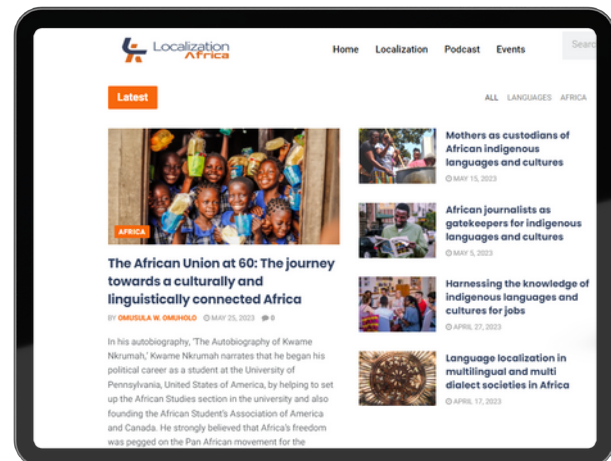 Localization
Africa
Home Localization Podcast Events
Searc
Latest
ALL LANGUAGES AFRICA
AFRICA
The African Union at 60: The journey
towards a culturally and
linguistically connected Africa
BY OMUSULA W. OMUHOLO MAY 25, 2023 0
In his autobiography, 'The Autobiography of Kwame
Nkrumah,' Kwame Nkrumah narrates that he began his
political career as a student at the University of
Pennsylvania, United States of America, by helping to set
up the African Studies section in the university and also
founding the African Student's Association of America
and Canada. He strongly believed that Africa's freedom
was pegged on the Pan African movement for the
Mothers as custodians of
African indigenous
languages and cultures
MAY 15, 2023
African journalists as
gatekeepers for indigenous
languages and cultures
MAY 5, 2023
Harnessing the knowledge of
indigenous languages and
cultures for jobs
APRIL 27, 2023
Language localization in
multilingual and multi
dialect societies in Africa
APRIL 17, 2023